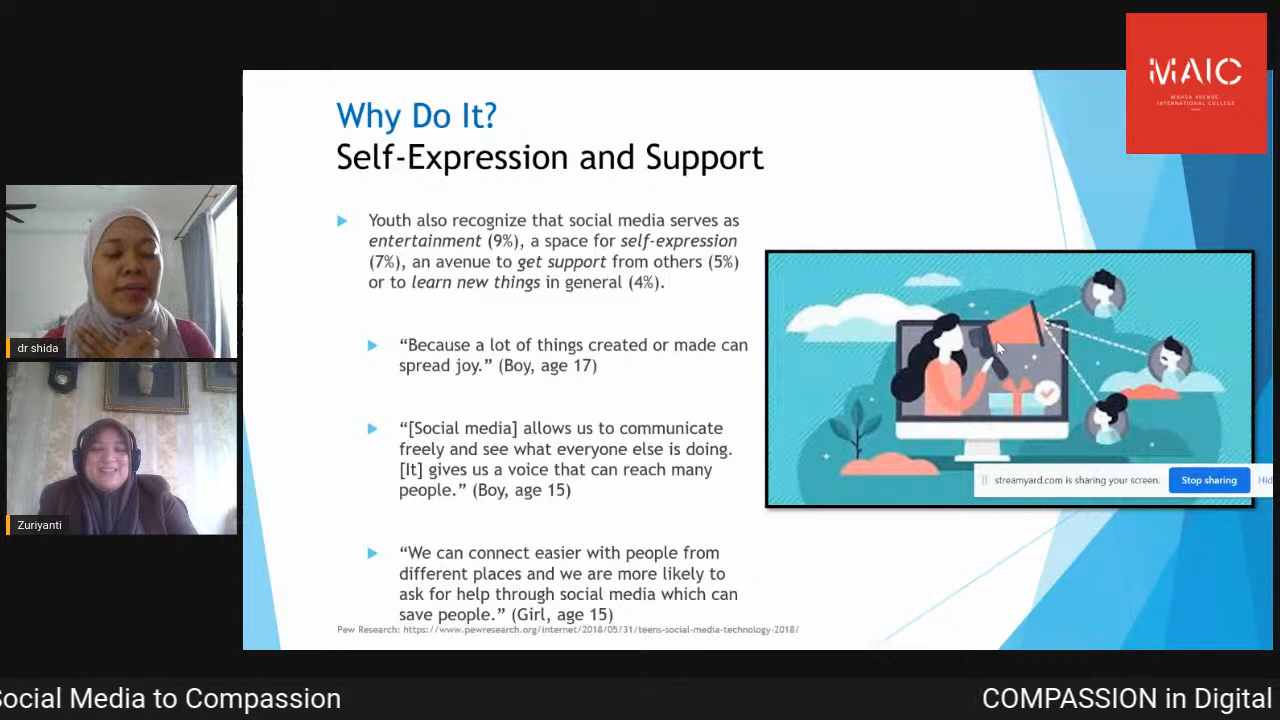 MAIC
MAHSA AVENUE
INTERNATIONAL COLLEGE
Why Do It?
Self-Expression and Support
Youth also recognize that social media serves as
entertainment (9%), a space for self-expression
(7%), an avenue to get support from others (5%)
or to learn new things in general (4%).
“Because a lot of things created or made can
spread joy.” (Boy, age 17)
“[Social media] allows us to communicate
freely and see what everyone else is doing.
[It] gives us a voice that can reach many
people.” (Boy, age 15)
“We can connect easier with people from
different places and we are more likely to
ask for help through social media which can
save people.” (Girl, age 15)
Pew Research: https://www.pewresearch.org/internet/2018/05/31/teens-social-media-technology-2018/
streamyard.com is sharing your screen.
Stop sharing
Hid
dr shida
Zuriyanti
Social Media to Compassion
COMPASSION in Digital